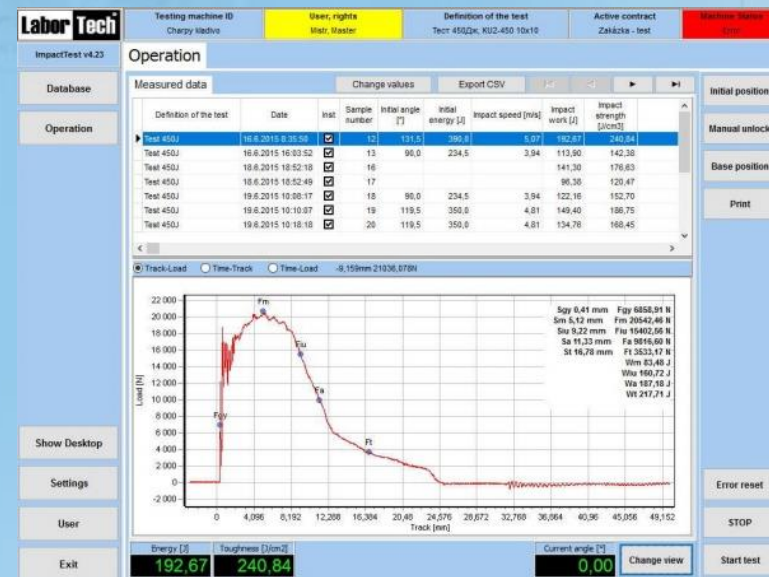 Labor Tech
Testing machine ID
Charpy kladivo
User, rights
Mistr, Master
Definition of the test
Тест 450Дж, KU2-450 10x10
Active contract
Zakázka - test
Machine Status
Error
ImpactTest v4.23
Operation
Database
Operation
Show Desktop
Settings
User
Exit
Measured data
Change values
Export CSV
Definition of the test Date Inst Sample number Initial angle [°] Initial energy [J] Impact speed [m/s] Impact work [J] Impact strength [J/cm3]
Test 450J 16.6.2015 8:35:50 12 131,5 390,0 5,07 192,67 240,84
Test 450J 16.6.2015 16:03:52 13 90,0 234,5 3,94 113,90 142,38
Test 450J 18.6.2015 18:52:18 16 141,30 176,63
Test 450J 18.6.2015 18:52:49 17 96,38 120,47
Test 450J 19.6.2015 10:08:17 18 90,0 234,5 3,94 122,16 152,70
Test 450J 19.6.2015 10:10:07 19 119,5 350,0 4,81 149,40 186,75
Test 450J 19.6.2015 10:18:18 20 119,5 350,0 4,81 134,76 168,45
Track-Load Time-Track Time-Load -9,159mm 21036,078N
22 000
20 000
18 000
16 000
14 000
12 000
10 000
8 000
6 000
4 000
2 000
0
-2 000
Load [N]
Fm
Fiu
Fa
Fgy
Ft
Sgy 0,41 mm Fgy 6858,91 N
Sm 5,12 mm Fm 20542,46 N
Siu 9,22 mm Fiu 15402,56 N
Sa 11,33 mm Fa 9816,60 N
St 16,78 mm Ft 3533,17 N
Wm 83,48 J
Wiu 160,72 J
Wa 187,18 J
Wt 217,71 J
0 4,096 8,192 12,288 16,384 20,48 24,576 28,672 32,768 36,864 40,96 45,056 49,152
Track [mm]
Energy [J]
192,67
Toughness [J/cm2]
240,84
Current angle [°]
0,00
Change view
Initial position
Manual unlock
Base position
Print
Error reset
STOP
Start test